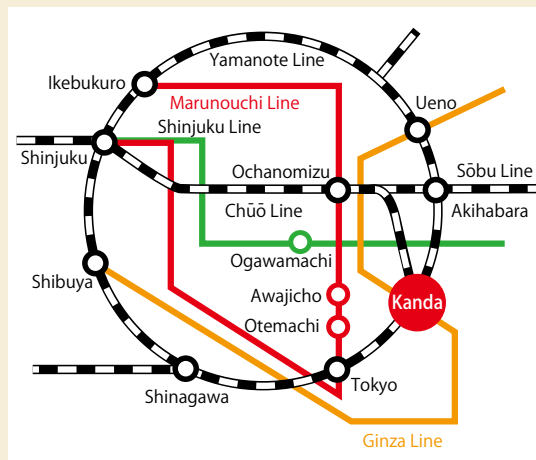 Yamanote Line
Ikebukuro
Marunouchi Line
Ueno
Shinjuku Line
Shinjuku
Ochanomizu
Sōbu Line
Chūō Line
Akihabara
Ogawamachi
Shibuya
Awajicho
Kanda
Otemachi
Tokyo
Shinagawa
Ginza Line